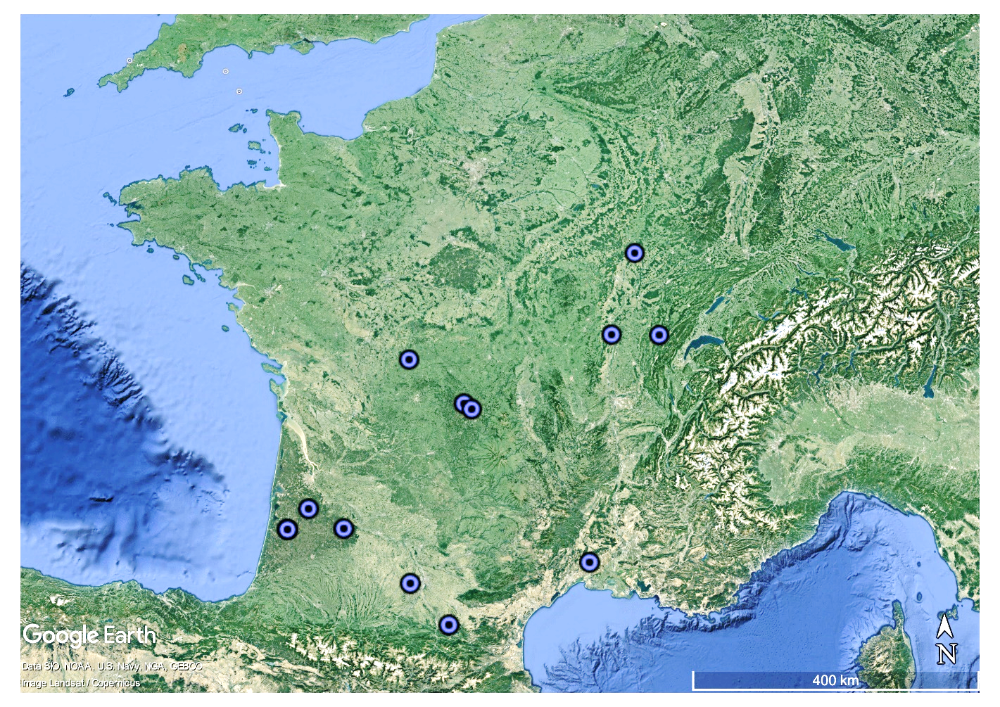 Google Earth
Data SIO, NOAA, U.S. Navy, NGA, GEBCO
Image Landsat / Copernicus
N
400 km